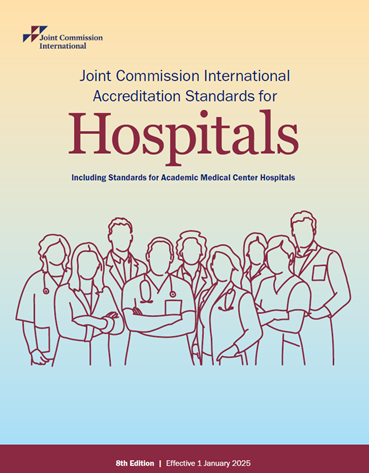 Joint Commission
International
Joint Commission International
Accreditation Standards for
Hospitals
Including Standards for Academic Medical Center Hospitals
8th Edition | Effective 1 January 2025